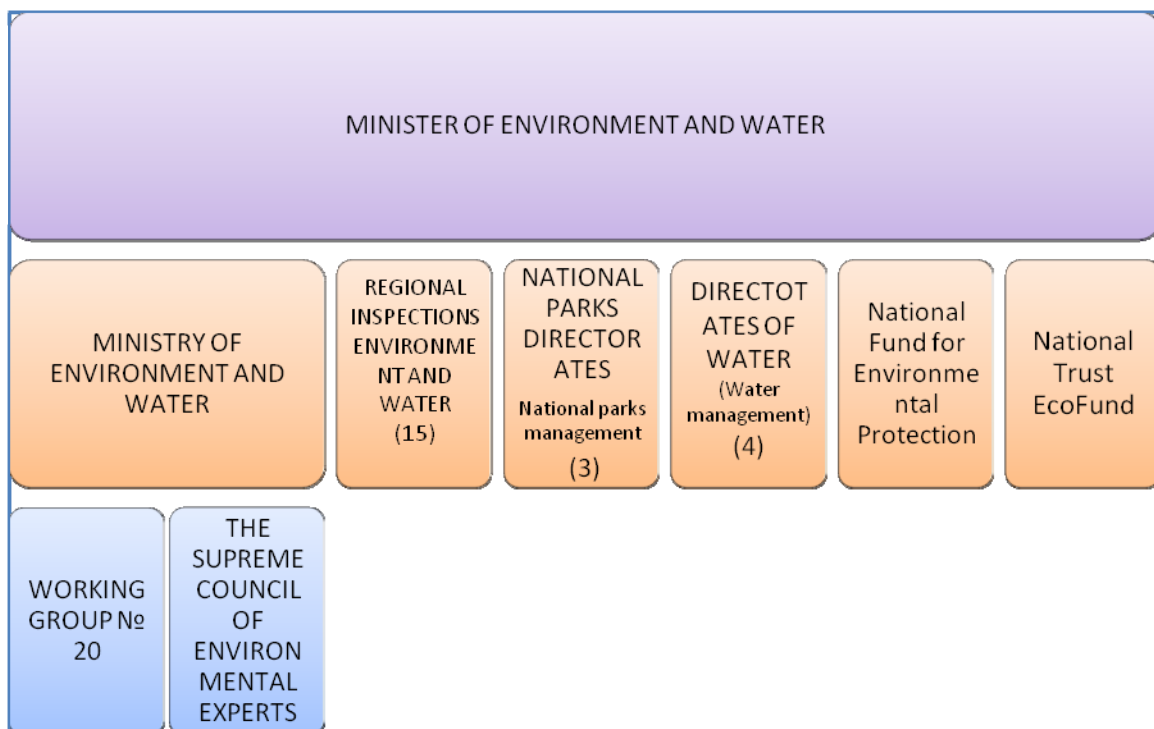 MINISTER OF ENVIRONMENT AND WATER
MINISTRY OF
ENVIRONMENT AND
WATER
REGIONAL
INSPECTIONS
ENVIRONME
NT AND
WATER
(15)
NATIONAL
PARKS
DIRECTOR
ATES
National parks
management
(3)
DIRECTOT
ATES OF
WATER
(Water
management)
(4)
National
Fund for
Environme
ntal
Protection
National
Trust
EcoFund
WORKING
GROUP №
20
THE
SUPREME
COUNCIL
OF
ENVIRON
MENTAL
EXPERTS